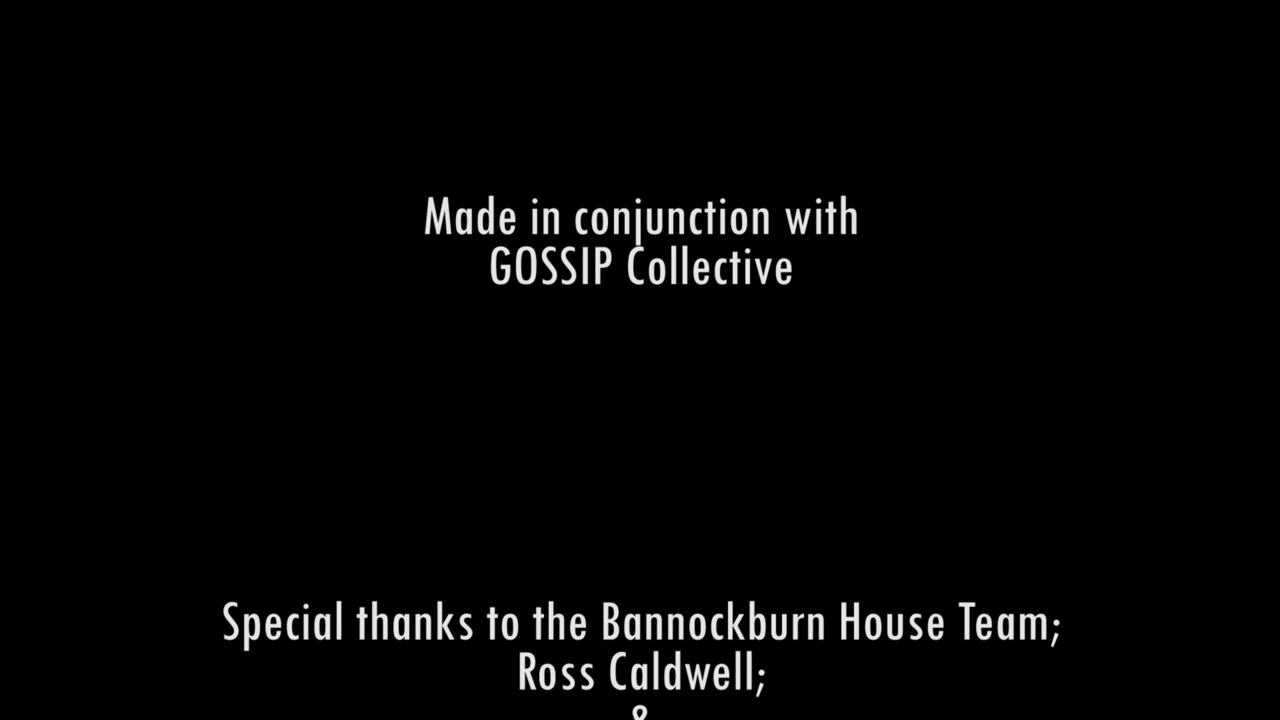 Made in conjunction with
GOSSIP Collective
Special thanks to the Bannockburn House Team;
Ross Caldwell;
&